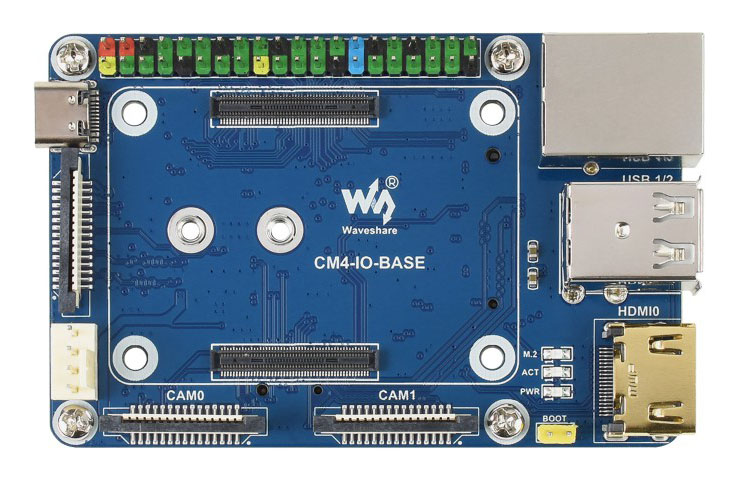 USB 1/2
®
Waveshare
CM4-IO-BASE
HDMI0
M.2
ACT
PWR
CAM0
CAM1
BOOT